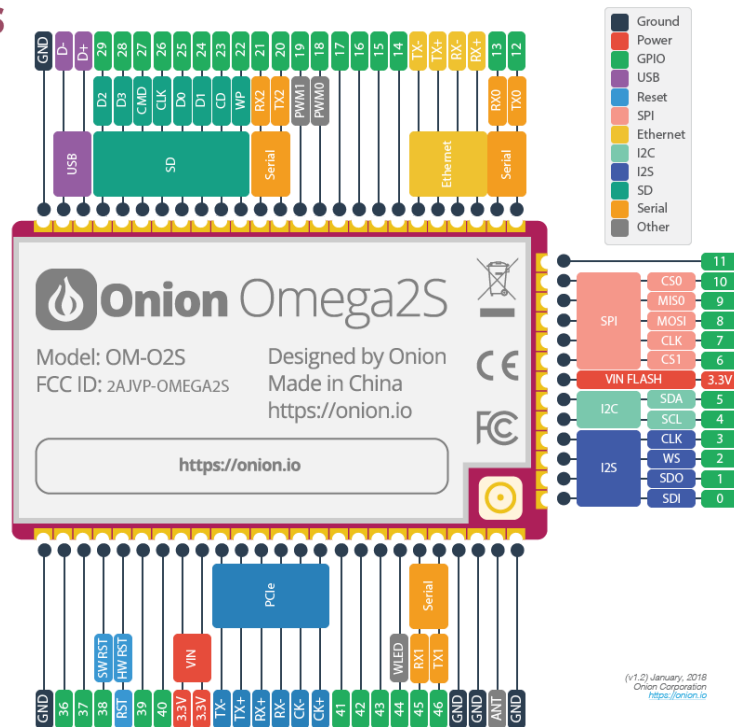 S
GND D- D+ 29 28 27 26 25 24 23 22 21 20 19 18 17 16 15 14 TX- TX+ RX- RX+ 13 12
D2 D3 CMD CLK D0 D1 CD WP RX2 TX2 PWM1 PWM0 RX0 TX0
USB SD Serial Ethernet Serial
Ground
Power
GPIO
USB
Reset
SPI
Ethernet
I2C
I2S
SD
Serial
Other
Onion Omega2S
Model: OM-O2S
FCC ID: 2AJVP-OMEGA2S
Designed by Onion
Made in China
https://onion.io
CE
FC
https://onion.io
11
SPI
CS0 10
MISO 9
MOSI 8
CLK 7
CS1 6
VIN FLASH 3.3V
I2C
SDA 5
SCL 4
I2S
CLK 3
WS 2
SDO 1
SDI 0
PCIe Serial
SW RST HW RST VIN WLED RX1 TX1
GND 36 37 38 RST 39 40 3.3V 3.3V TX- TX+ RX+ RX- CK- CK+ 41 42 43 44 45 46 GND GND ANT GND
(v1.2) January, 2018
Onion Corporation
https://onion.io